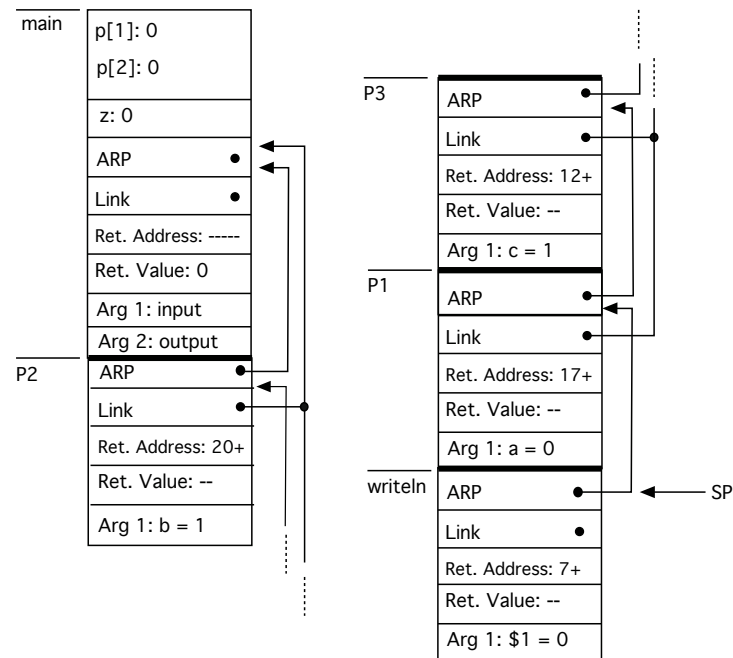 main
p[1]: 0
p[2]: 0
z: 0
ARP
Link
Ret. Address: -----
Ret. Value: 0
Arg 1: input
Arg 2: output
P2
ARP
Link
Ret. Address: 20+
Ret. Value: --
Arg 1: b = 1
P3
ARP
Link
Ret. Address: 12+
Ret. Value: --
Arg 1: c = 1
P1
ARP
Link
Ret. Address: 17+
Ret. Value: --
Arg 1: a = 0
writeln
ARP
SP
Link
Ret. Address: 7+
Ret. Value: --
Arg 1: $1 = 0